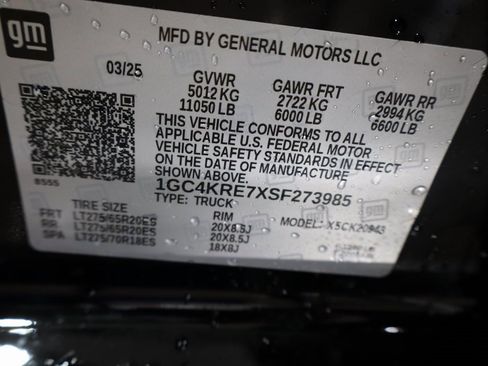 gm
MFD BY GENERAL MOTORS LLC
03/25
GVWR GAWR FRT GAWR RR
5012 KG 2722 KG 2994 KG
11050 LB 6000 LB 6600 LB
THIS VEHICLE CONFORMS TO ALL
APPLICABLE U.S. FEDERAL MOTOR
VEHICLE SAFETY STANDARDS IN EFFECT
ON THE DATE OF MANUFACTURE SHOWN ABOVE.
8555
1GC4KRE7XSF273985
TYPE: TRUCK
TIRE SIZE RIM MODEL:
FRT LT275/65R20ES 20X8.5J
RR LT275/65R20ES 20X8.5J
SPA LT275/70R18ES 18X8J